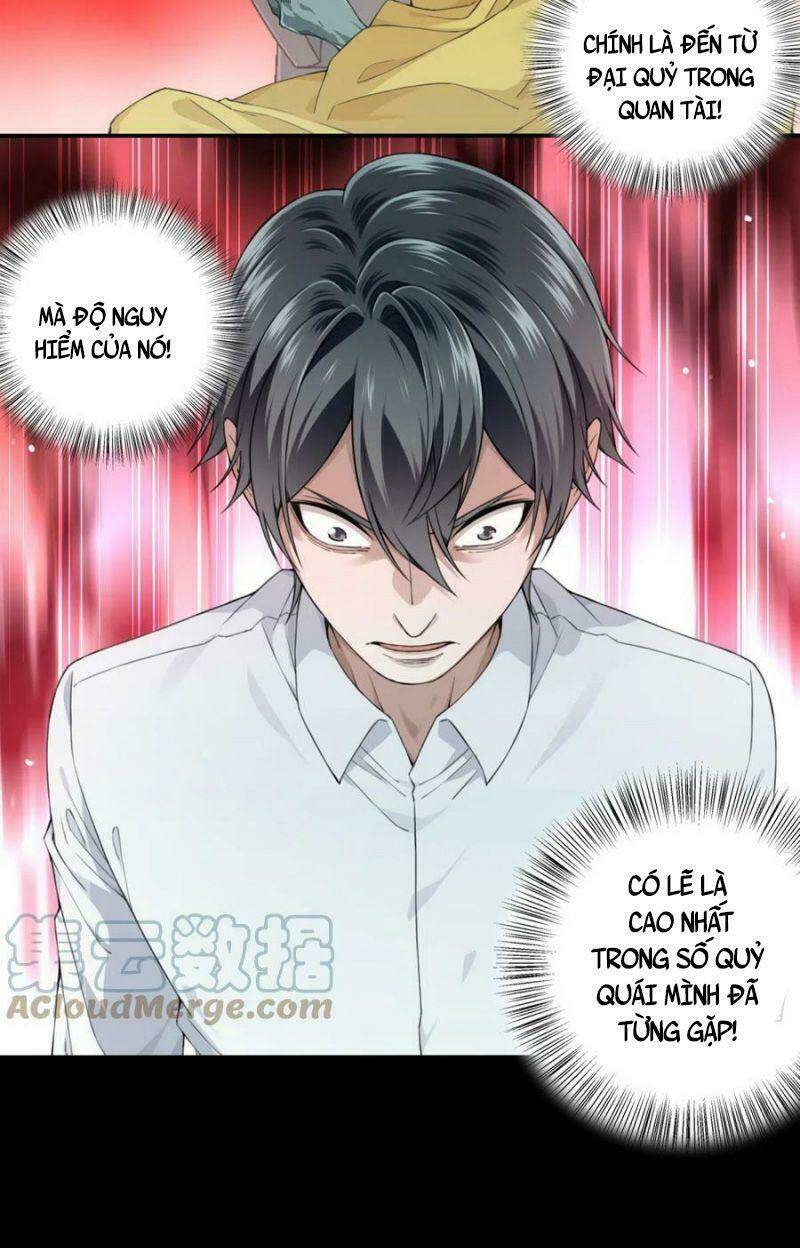 CHÍNH LÀ ĐẾN TỪ
ĐẠI QUỶ TRONG
QUAN TÀI!
MÀ ĐỘ NGUY
HIỂM CỦA NÓ!
CÓ LẼ LÀ
CAO NHẤT
TRONG SỐ QUỶ
QUÁI MÌNH ĐÃ
TỪNG GẶP!
集云数据
ACloudMerge.com